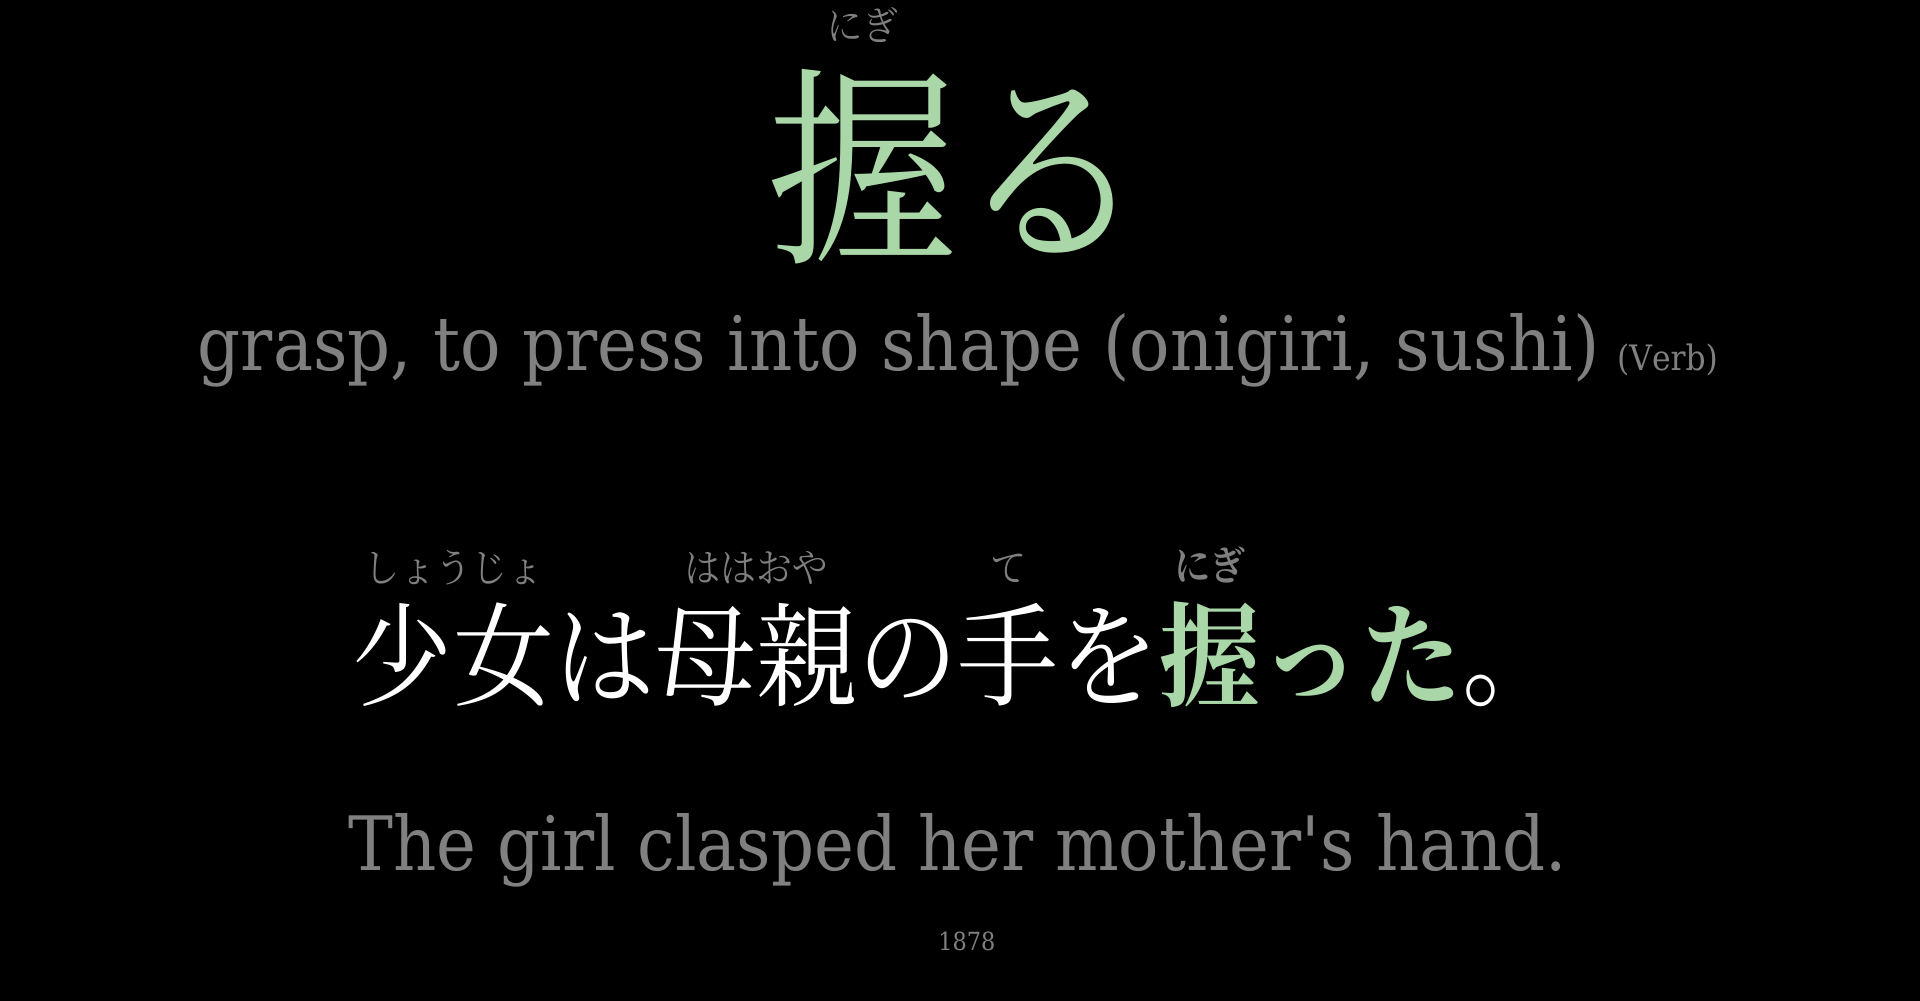 にぎ
握る
grasp, to press into shape (onigiri, sushi) (Verb)
しょうじょ ははおや て にぎ
少女は母親の手を握った。
The girl clasped her mother's hand.
1878